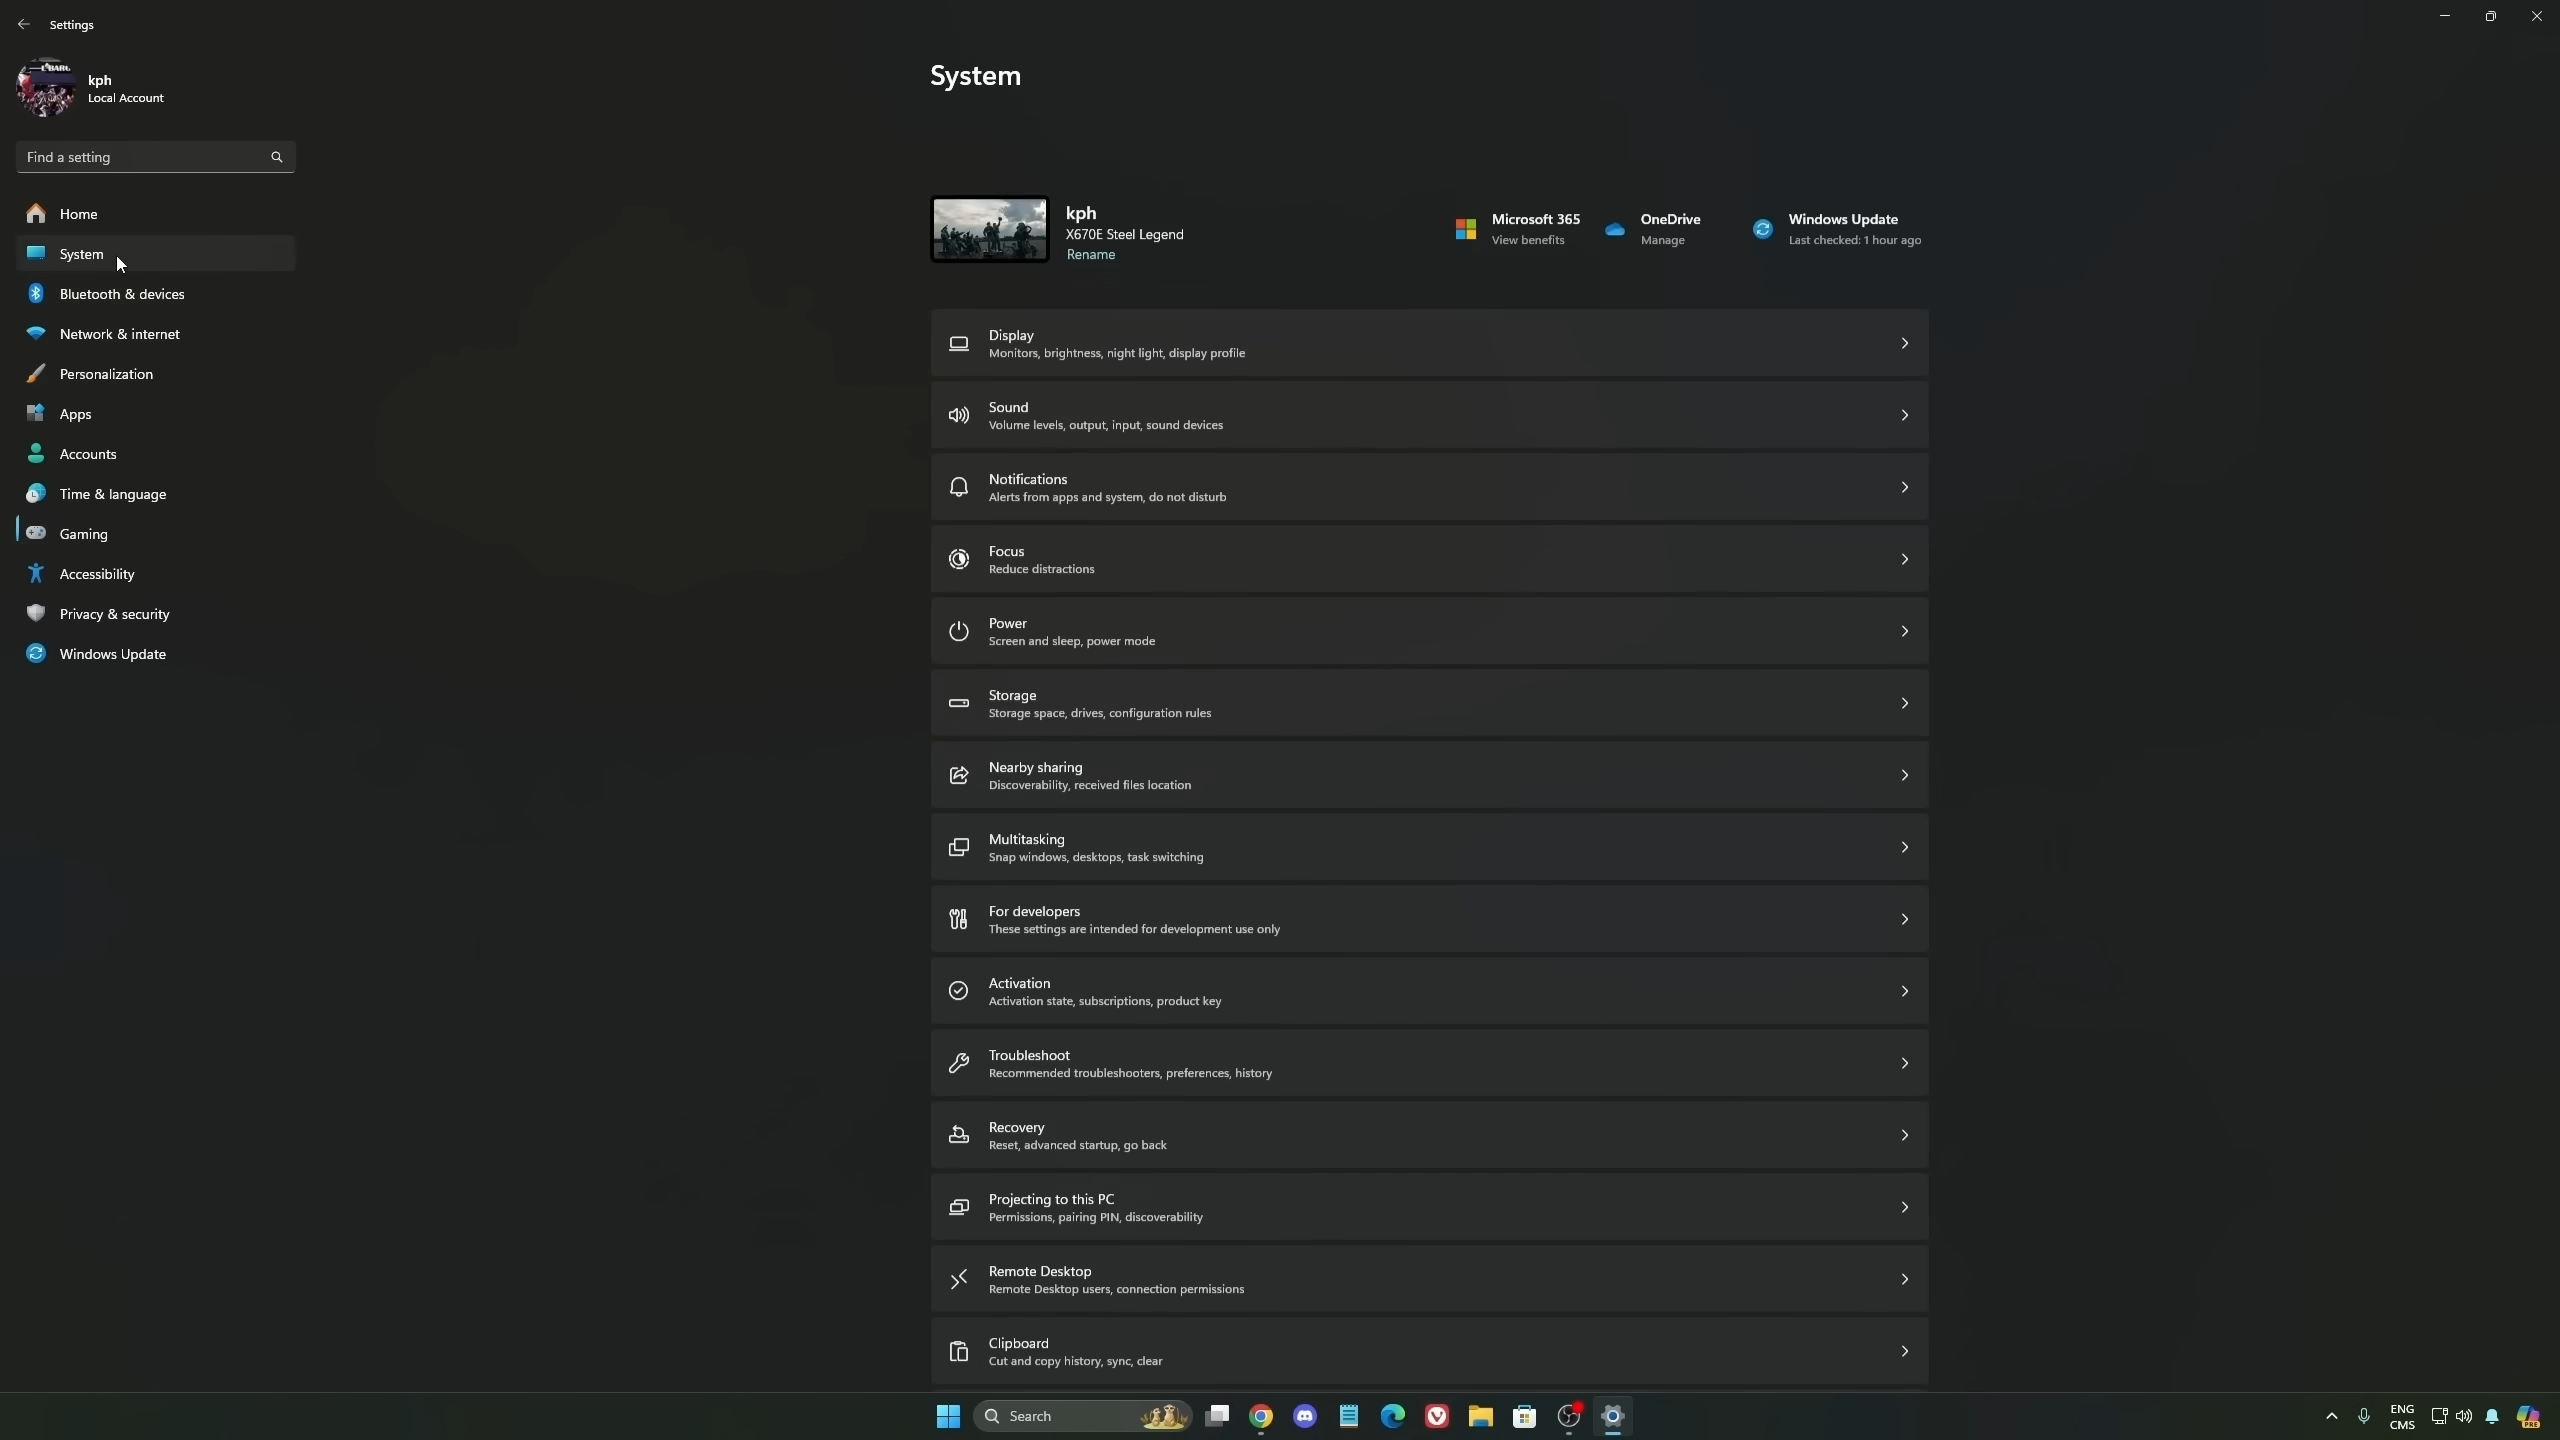 Settings
kph
Local Account
Find a setting
Home
System
Bluetooth & devices
Network & internet
Personalization
Apps
Accounts
Time & language
Gaming
Accessibility
Privacy & security
Windows Update
System
kph
X670E Steel Legend
Rename
Microsoft 365
View benefits
OneDrive
Manage
Windows Update
Last checked: 1 hour ago
Display
Monitors, brightness, night light, display profile
Sound
Volume levels, output, input, sound devices
Notifications
Alerts from apps and system, do not disturb
Focus
Reduce distractions
Power
Screen and sleep, power mode
Storage
Storage space, drives, configuration rules
Nearby sharing
Discoverability, received files location
Multitasking
Snap windows, desktops, task switching
For developers
These settings are intended for development use only
Activation
Activation state, subscriptions, product key
Troubleshoot
Recommended troubleshooters, preferences, history
Recovery
Reset, advanced startup, go back
Projecting to this PC
Permissions, pairing PIN, discoverability
Remote Desktop
Remote Desktop users, connection permissions
Clipboard
Cut and copy history, sync, clear
Search
ENG
CMS
PRE